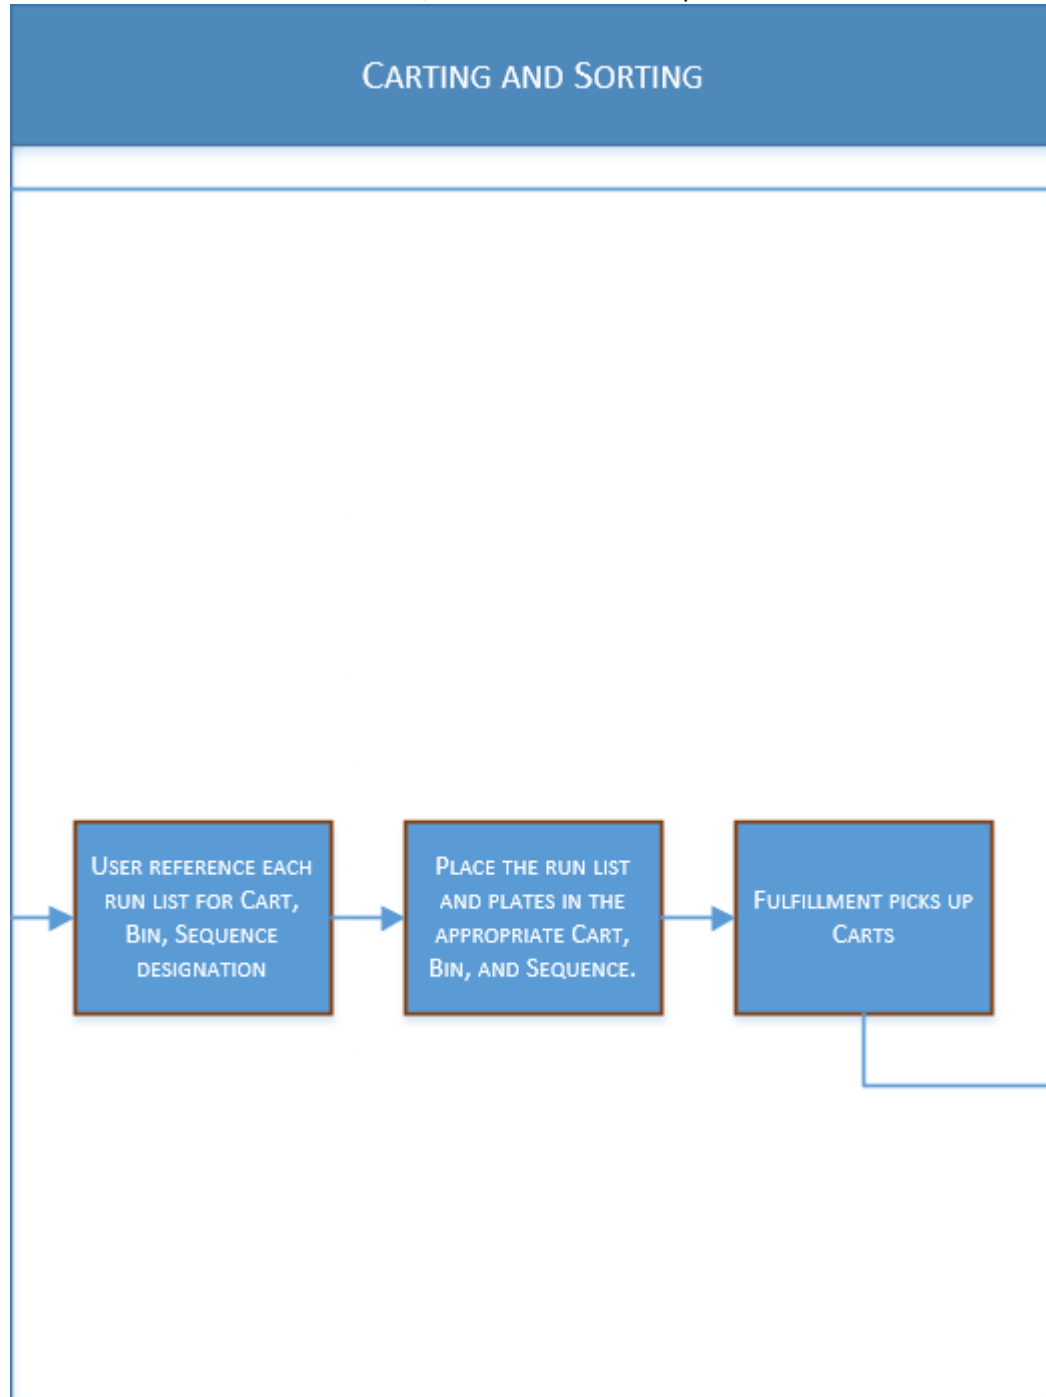 Carting and Sorting
User reference each
run list for Cart,
Bin, Sequence
designation
Place the run list
and plates in the
appropriate Cart,
Bin, and Sequence.
Fulfillment picks up
Carts